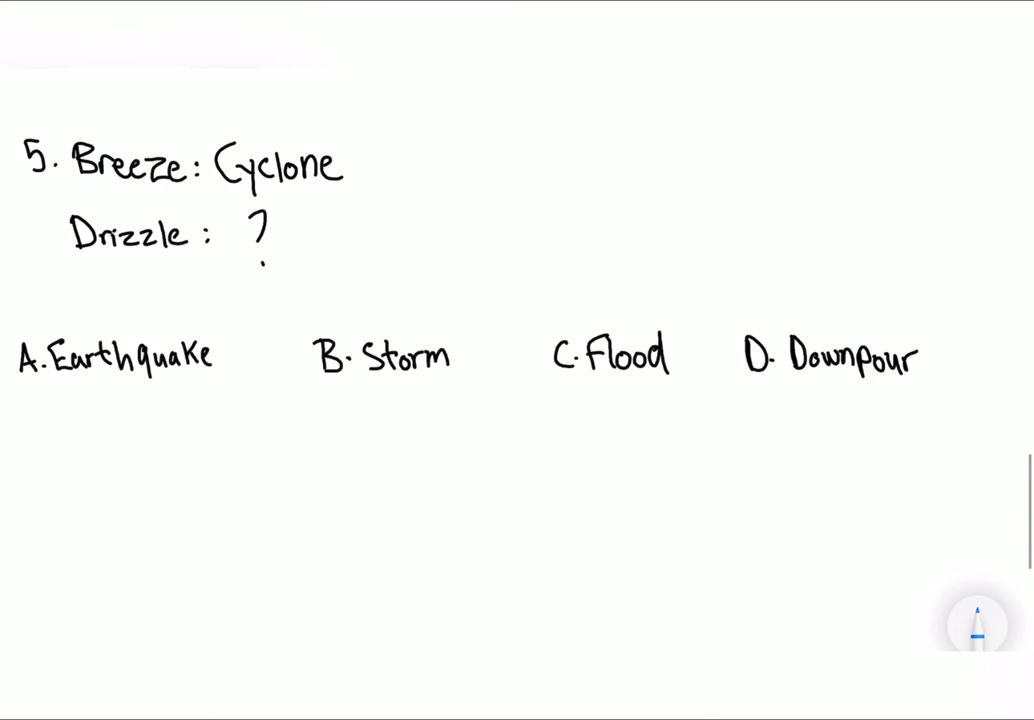 5. Breeze: Cyclone
Drizzle: ?
A. Earthquake B. Storm C. Flood D. Downpour